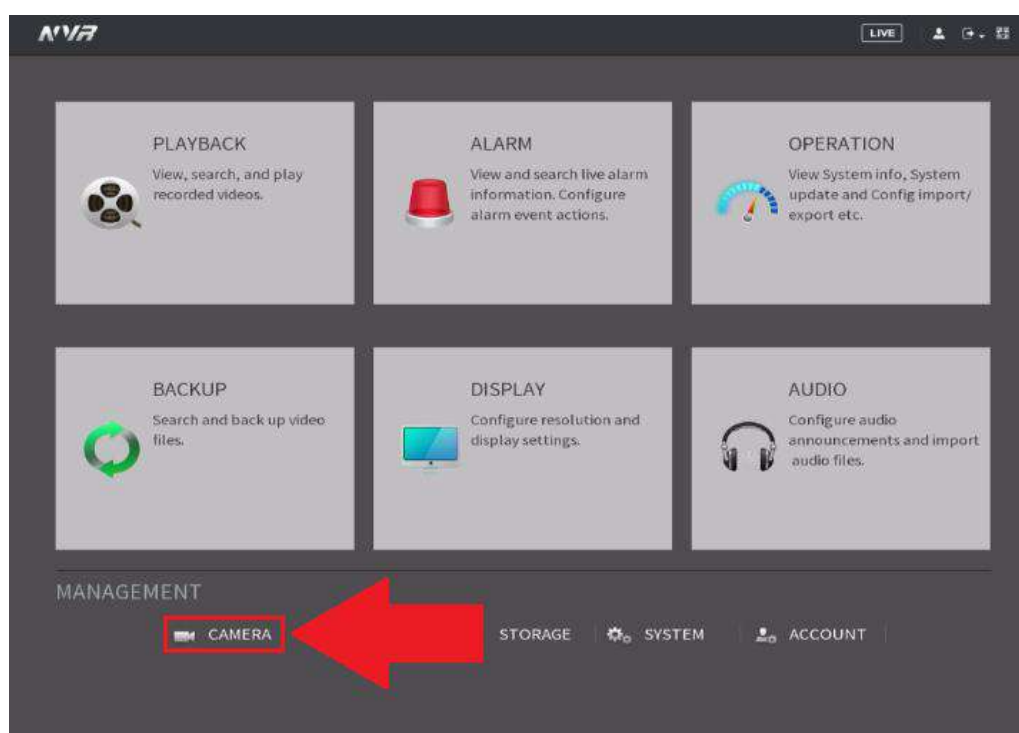 NVR
LIVE
PLAYBACK
View, search, and play
recorded videos.
ALARM
View and search live alarm
information. Configure
alarm event actions.
OPERATION
View System info, System
update and Config import/
export etc.
BACKUP
Search and back up video
files.
DISPLAY
Configure resolution and
display settings.
AUDIO
Configure audio
announcements and import
audio files.
MANAGEMENT
CAMERA STORAGE SYSTEM ACCOUNT